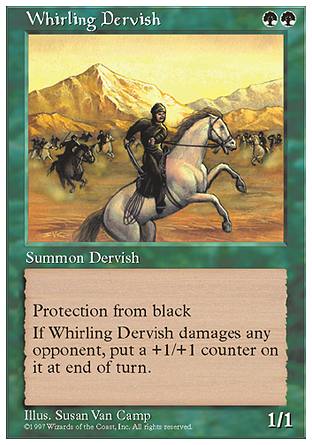 Whirling Dervish
SVC
Summon Dervish
Protection from black
If Whirling Dervish damages any
opponent, put a +1/+1 counter on
it at end of turn.
Illus. Susan Van Camp
©1997 Wizards of the Coast, Inc. All rights reserved.
1/1